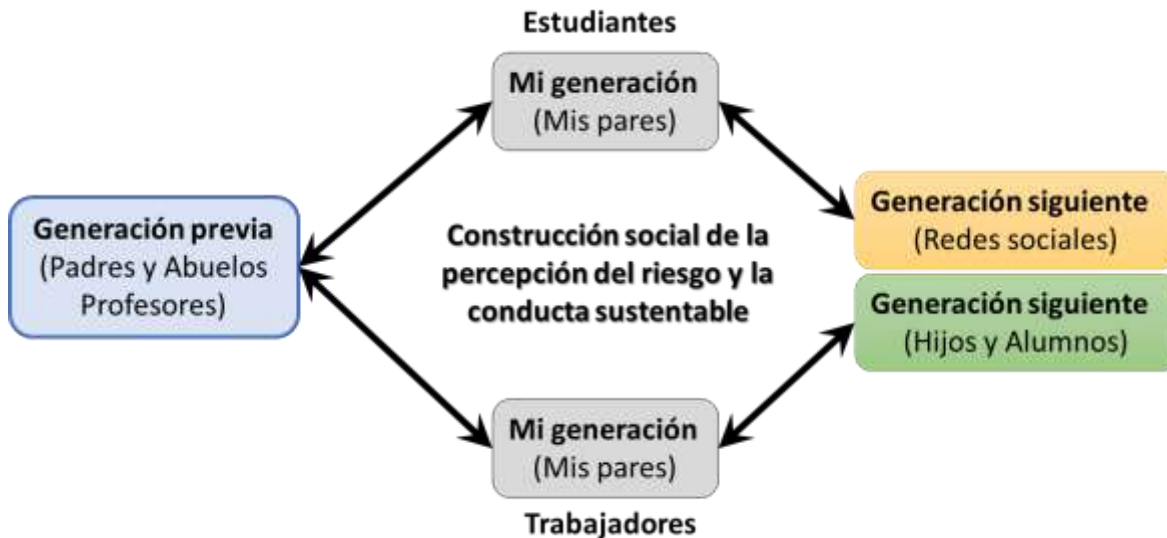 Estudiantes
Mi generación
(Mis pares)
Generación previa
(Padres y Abuelos
Profesores)
Construcción social de la
percepción del riesgo y la
conducta sustentable
Generación siguiente
(Redes sociales)
Generación siguiente
(Hijos y Alumnos)
Mi generación
(Mis pares)
Trabajadores